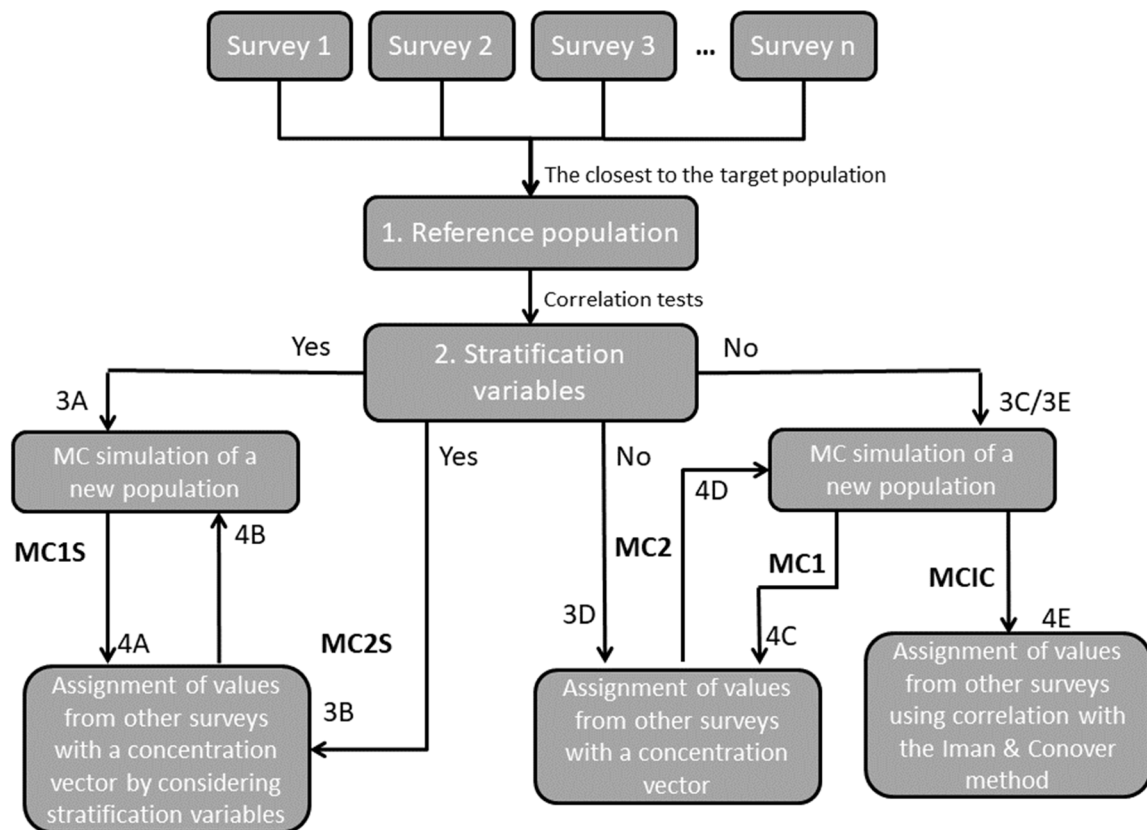 Survey 1
Survey 2
Survey 3
...
Survey n
The closest to the target population
1. Reference population
Correlation tests
2. Stratification
variables
Yes
No
3A
3C/3E
MC simulation of a
new population
Yes
No
MC simulation of a
new population
MC1S
4B
4D
MC2
MC1
MCIC
4A
MC2S
3D
4C
4E
3B
Assignment of values
from other surveys
with a concentration
vector by considering
stratification variables
Assignment of values
from other surveys
with a concentration
vector
Assignment of values
from other surveys
using correlation with
the Iman & Conover
method